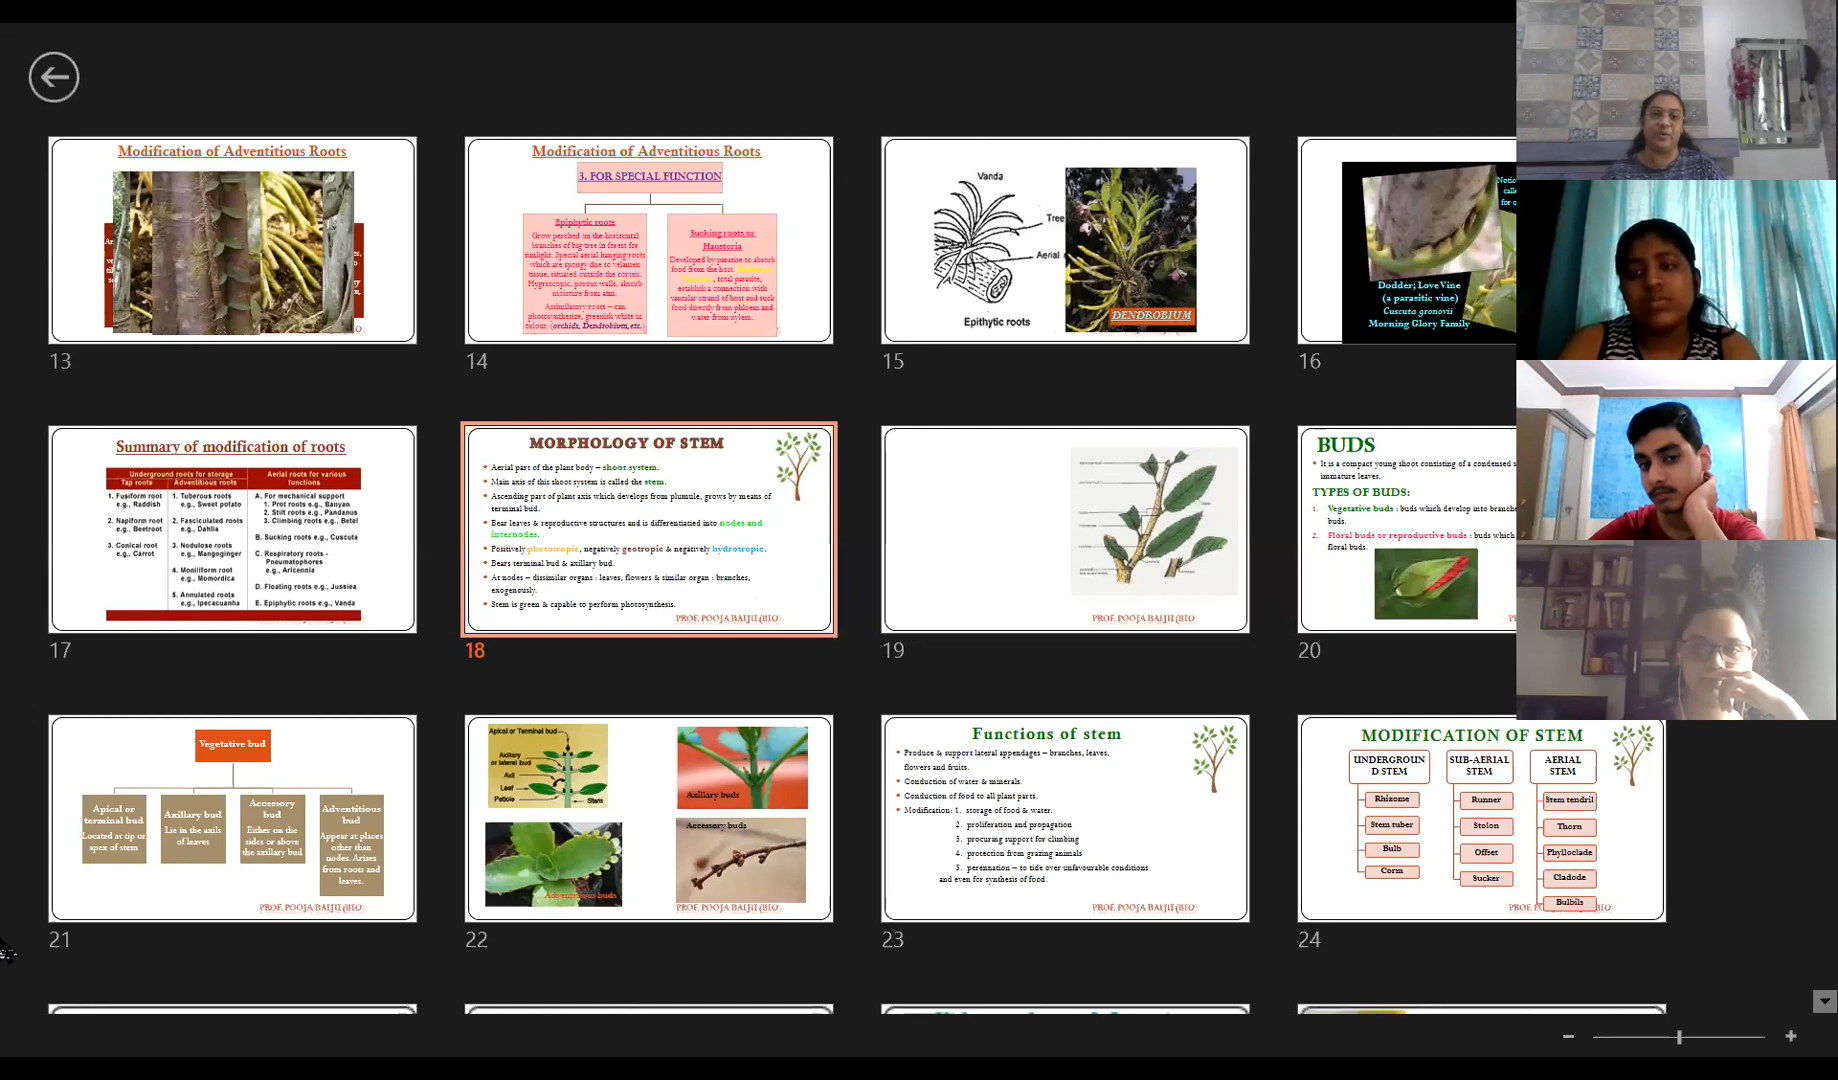 Modification of Adventitious Roots
13
Modification of Adventitious Roots
3. FOR SPECIAL FUNCTION
Epiphytic roots
Grow perched on the horizontal
branches of big tree in forest for
sunlight. Special aerial hanging roots
which are spongy due to velamen
tissue, situated outside the cortex.
Hygroscopic, porous walls, absorb
moisture from atm.
Assimilatory roots – can
photosynthesize, greenish white in
colour. (orchids, Dendrobium, etc.)
Sucking roots or
Haustoria
Developed by parasite to absorb
food from the host.
, total parasite,
establish a connection with
vascular strand of host and suck
food directly from phloem and
water from xylem.
14
Vanda
Tree
Aerial
Epithytic roots
DENDROBIUM
15
Dodder; Love Vine
(a parasitic vine)
Cuscuta gronovii
Morning Glory Family
16
Summary of modification of roots
Underground roots for storage
Aerial roots for various
functions
Tap roots
Adventitious roots
1. Fusiform root
e.g., Raddish
2. Napiform root
e.g., Beetroot
3. Conical root
e.g., Carrot
1. Tuberous roots
e.g., Sweet potato
2. Fasciculated roots
e.g., Dahlia
3. Nodulose roots
e.g., Mangoginger
4. Moniliform roots
e.g., Momordica
5. Annulated roots
e.g., Ipecacuanha
A. For mechanical support
1. Prot roots e.g., Banyan
2. Stilt roots e.g., Pandanus
3. Climbing roots e.g., Betel
B. Sucking roots e.g., Cuscuta
C. Respiratory roots -
Pneumatophores
e.g., Aricennia
D. Floating roots e.g., Jussiea
E. Epiphytic roots e.g., Vanda
17
MORPHOLOGY OF STEM
• Aerial part of the plant body – shoot system.
• Main axis of this shoot system is called the stem.
• Ascending part of plant axis which develops from plumule, grows by means of
terminal bud.
• Bear leaves & reproductive structures and is differentiatied into nodes and
internodes.
• Positively phototropic, negatively geotropic & negatively hydrotropic.
• Bears terminal bud & axillary bud.
• At nodes – dissimilar organs : leaves, flowers & similar organ : branches,
exogenously.
• Stem is green & capable to perform photosynthesis.
PROF. POOJA BAIJU (BIO)
18
PROF. POOJA BAIJU (BIO)
19
BUDS
• It is a compact young shoot consisting of a condensed
immature leaves.
TYPES OF BUDS:
1. Vegetative buds : buds which develop into branche
buds.
2. Floral buds or reproductive buds : buds which
floral buds.
20
Vegetative bud
Apical or
terminal bud
Located at tip or
apex of stem
Axillary bud
Lie in the axils
of leaves
Accessory
bud
Either on the
sides or above
the axillary bud
Adventitious
bud
Appear at places
other than
nodes. Arises
from roots and
leaves.
PROF. POOJA BAIJU (BIO)
21
Apical or Terminal bud
Axillary
or lateral bud
Axil
Leaf
Petiole
Stem
Axillary buds
Adventitious buds
Accessory buds
PROF. POOJA BAIJU (BIO)
22
Functions of stem
• Produce & support lateral appendages – branches, leaves,
flowers and fruits.
• Conduction of water & minerals.
• Conduction of food to all plant parts.
• Modification: 1. storage of food & water.
2. proliferation and propagation
3. procuring support for climbing
4. protection from grazing animals
5. perennation – to tide over unfavourable conditions
and even for synthesis of food.
PROF. POOJA BAIJU (BIO)
23
MODIFICATION OF STEM
UNDERGROUN
D STEM
Rhizome
Stem tuber
Bulb
Corm
SUB-AERIAL
STEM
Runner
Stolon
Offset
Sucker
AERIAL
STEM
Stem tendril
Thorn
Phylloclade
Cladode
Bulbils
24